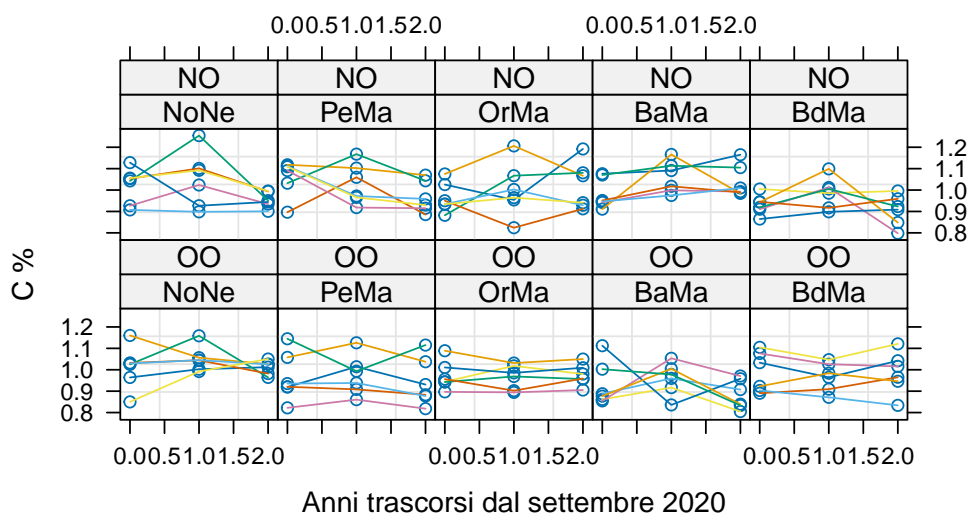 0.00.51.01.52.0 0.00.51.01.52.0
NO NO NO NO NO
NoNe PeMa OrMa BaMa BdMa
1.2
1.0
0.9
0.8
OO OO OO OO OO
NoNe PeMa OrMa BaMa BdMa
C %
1.2
1.1
1.0
0.9
0.8
0.00.51.01.52.0 0.00.51.01.52.0 0.00.51.01.52.0
Anni trascorsi dal settembre 2020